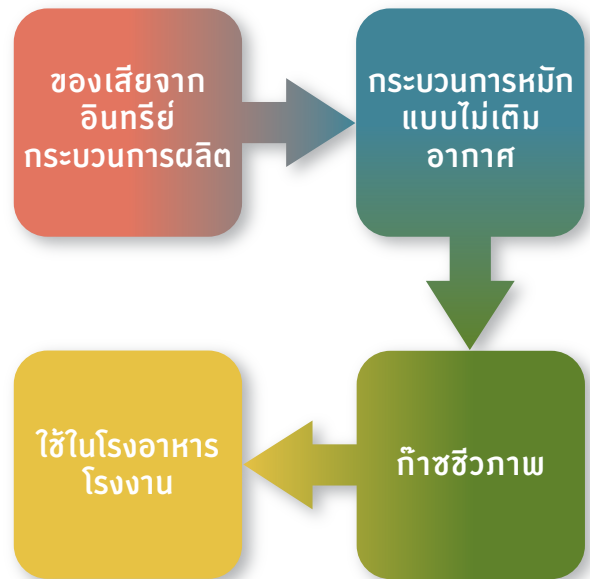 ของเสียจาก
อินทรีย์
กระบวนการผลิต
กระบวนการหมัก
แบบไม่เติม
อากาศ
ก๊าซชีวภาพ
ใช้ในโรงอาหาร
โรงงาน